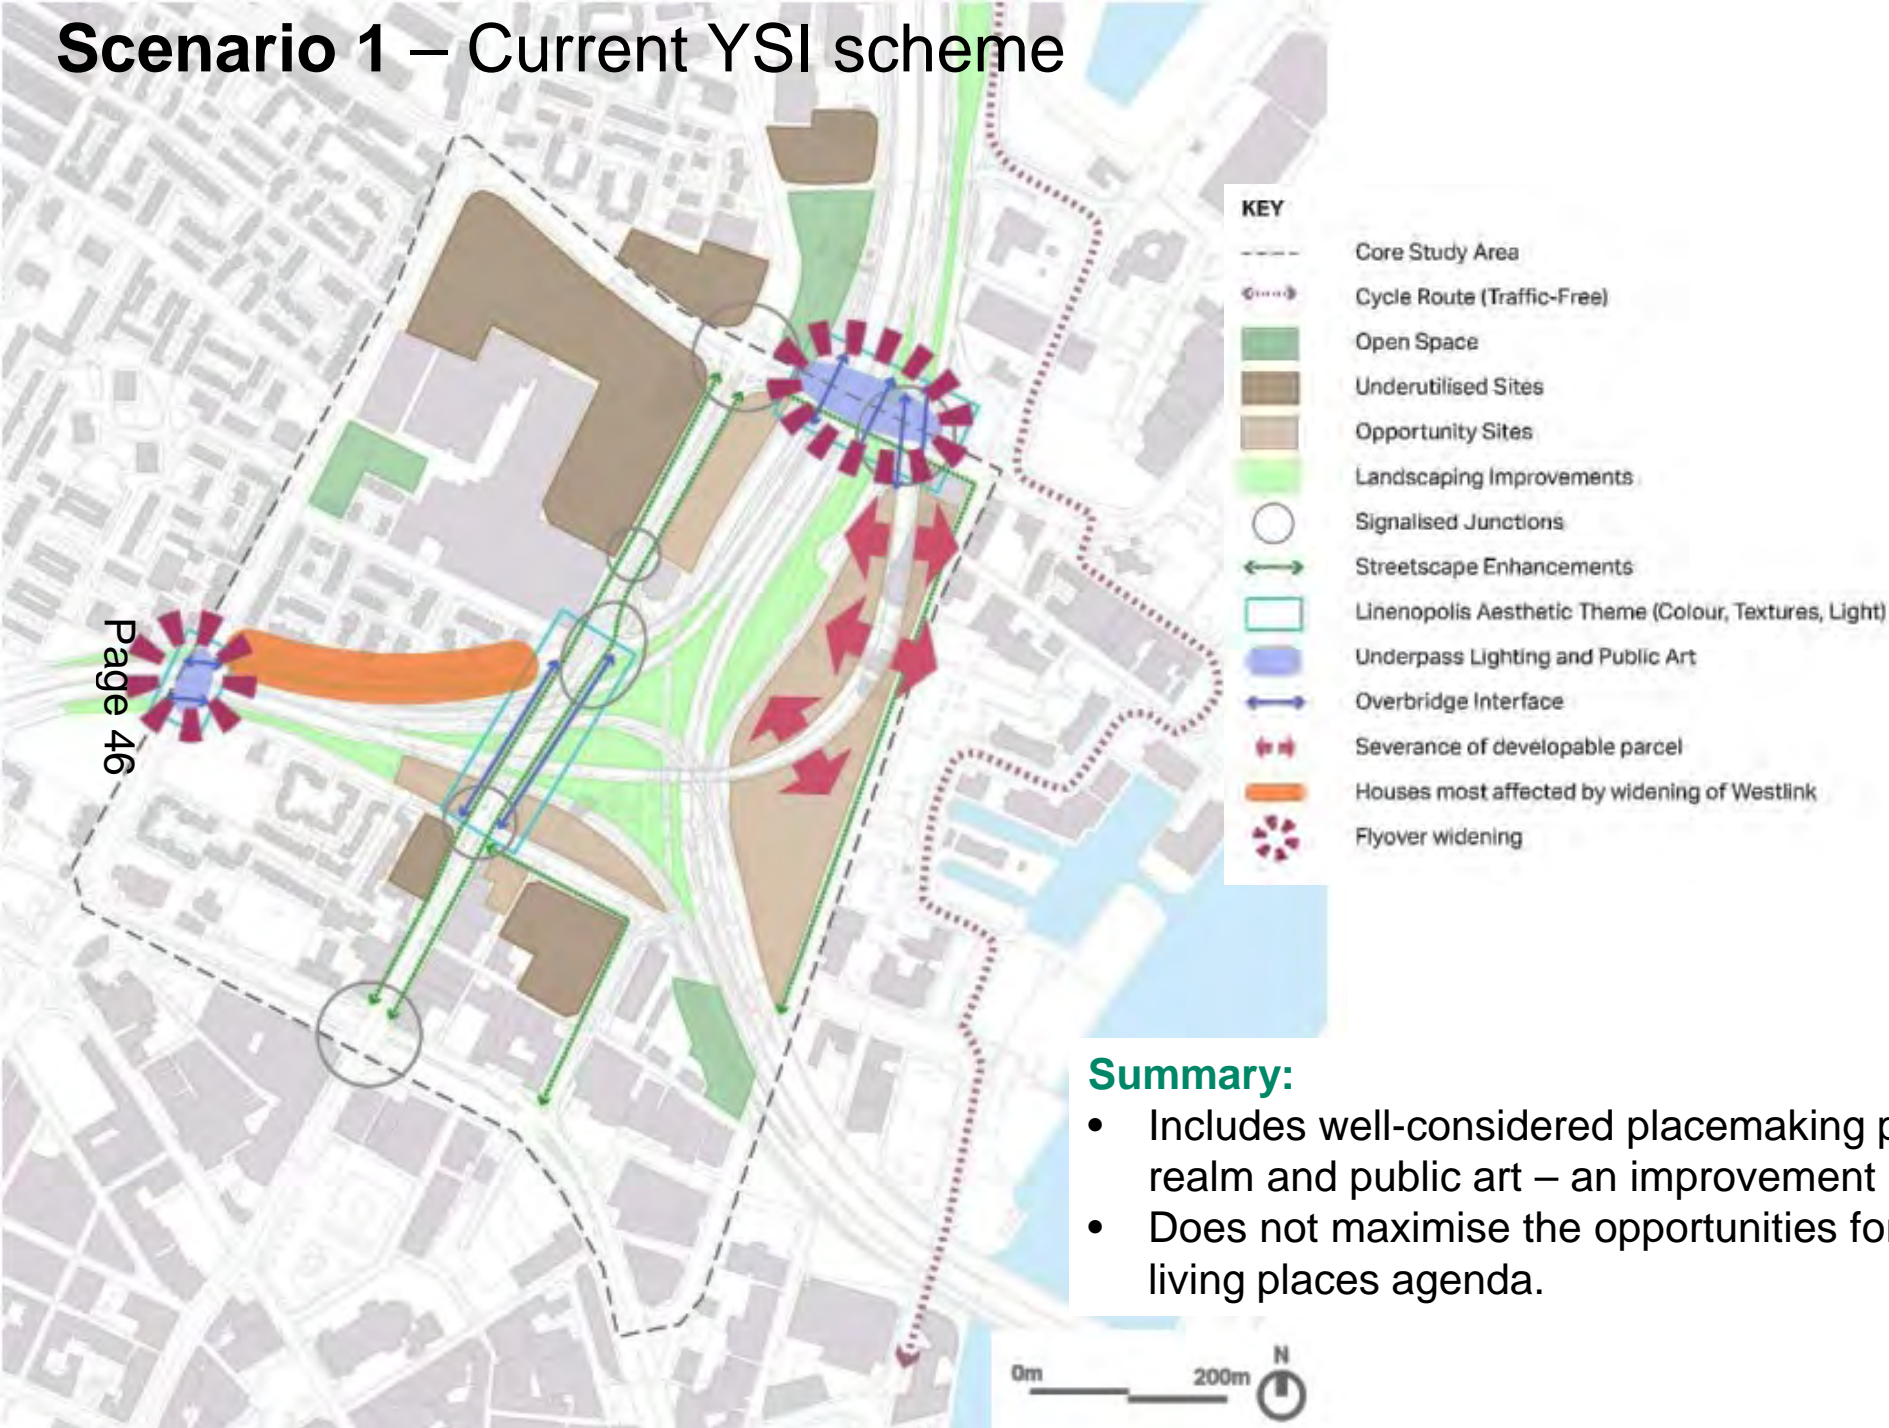 Scenario 1 – Current YSI scheme
KEY
Core Study Area
Cycle Route (Traffic-Free)
Open Space
Underutilised Sites
Opportunity Sites
Landscaping Improvements
Signalised Junctions
Streetscape Enhancements
Linenopolis Aesthetic Theme (Colour, Textures, Light)
Underpass Lighting and Public Art
Overbridge Interface
Severance of developable parcel
Houses most affected by widening of Westlink
Flyover widening
Page 46
Summary:
• Includes well-considered placemaking p
realm and public art – an improvement
• Does not maximise the opportunities for
living places agenda.
0m 200m N